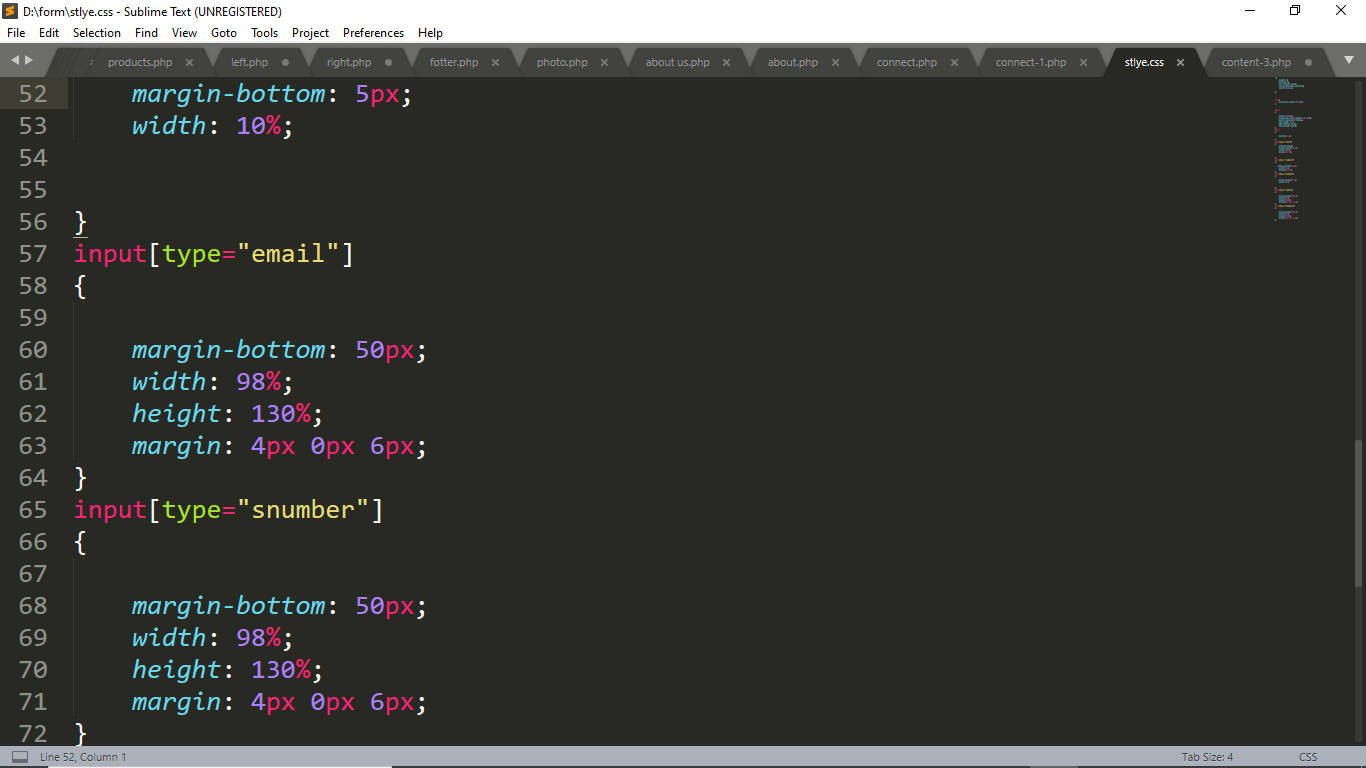 D:\form\stlye.css - Sublime Text (UNREGISTERED)
File Edit Selection Find View Goto Tools Project Preferences Help
products.php left.php right.php fotter.php photo.php about us.php about.php connect.php connect-1.php stlye.css content-3.php
52 margin-bottom: 5px;
53 width: 10%;
54
55
56 }
57 input[type="email"]
58 {
59
60 margin-bottom: 50px;
61 width: 98%;
62 height: 130%;
63 margin: 4px 0px 6px;
64 }
65 input[type="snumber"]
66 {
67
68 margin-bottom: 50px;
69 width: 98%;
70 height: 130%;
71 margin: 4px 0px 6px;
72 }
Line 52, Column 1 Tab Size: 4 CSS